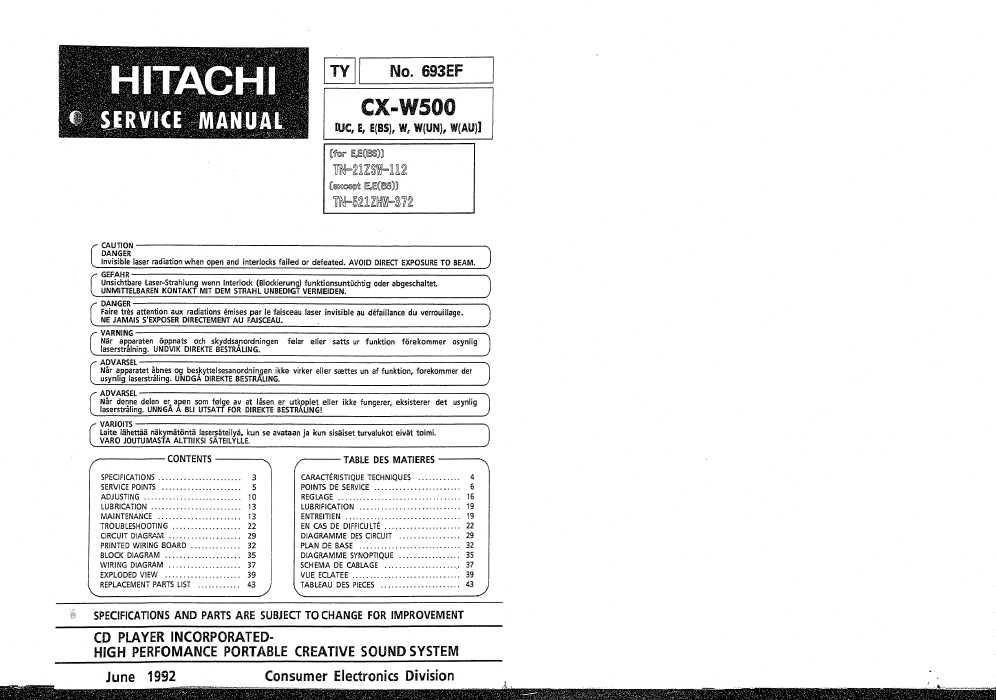 HITACHI
SERVICE MANUAL
TY
No. 693EF
CX-W500
[UC, E, E(BS), W, W(UN), W(AU)]
[for E,E(BS)]
TN-21ZSW-112
(except E,E(BS))
TN-521ZHW-372
CAUTION
DANGER
Invisible laser radiation when open and interlocks failed or defeated. AVOID DIRECT EXPOSURE TO BEAM.
GEFAHR
Unsichtbare Laser-Strahlung wenn Interlock (Blockierung) funktionsuntüchtig oder abgeschaltet.
UNMITTELBAREN KONTAKT MIT DEM STRAHL UNBEDIGT VERMEIDEN.
DANGER
Faire très attention aux radiations émises par le faisceau laser invisible au défaillance du verrouillage.
NE JAMAIS S'EXPOSER DIRECTEMENT AU FAISCEAU.
VARNING
När apparaten öppnats och skyddsanordningen felar eller satts ur funktion förekommer osynlig
laserstrålning. UNDVIK DIREKTE BESTRÅLING.
ADVARSEL
Når apparatet åbnes og beskyttelsesanordningen ikke virker eller sættes un af funktion, forekommer der
usynlig laserstråling. UNDGÅ DIREKTE BESTRÅLING.
ADVARSEL
Når denne delen er apen som følge av at låsen er utkoplet eller ikke fungerer, eksisterer det usynlig
laserstråling. UNNGÅ Å BLI UTSATT FOR DIREKTE BESTRÅLING!
VARJOITS
Laite lähettää näkymätöntä lasersäteilyä, kun se avataan ja kun sisäiset turvalukot eivät toimi.
VARO JOUTUMASTA ALTTIIKSI SÄTEILYLLE.
CONTENTS
SPECIFICATIONS ........................ 3
SERVICE POINTS ........................ 5
ADJUSTING ............................ 10
LUBRICATION .......................... 13
MAINTENANCE ........................ 13
TROUBLESHOOTING .................... 22
CIRCUIT DIAGRAM ...................... 29
PRINTED WIRING BOARD .............. 32
BLOCK DIAGRAM ...................... 35
WIRING DIAGRAM ...................... 37
EXPLODED VIEW ...................... 39
REPLACEMENT PARTS LIST ............ 43
TABLE DES MATIERES
CARACTÉRISTIQUE TECHNIQUES ............ 4
POINTS DE SERVICE ........................ 6
REGLAGE .................................. 16
LUBRIFICATION ............................ 19
ENTREITIEN ................................ 19
EN CAS DE DIFFICULTÉ ...................... 22
DIAGRAMME DES CIRCUIT .................. 29
PLAN DE BASE ............................ 32
DIAGRAMME SYNOPTIQUE .................. 35
SCHEMA DE CABLAGE ...................... 37
VUE ECLATEE .............................. 39
TABLEAU DES PIECES ...................... 43
SPECIFICATIONS AND PARTS ARE SUBJECT TO CHANGE FOR IMPROVEMENT
CD PLAYER INCORPORATED-
HIGH PERFOMANCE PORTABLE CREATIVE SOUND SYSTEM
June 1992
Consumer Electronics Division